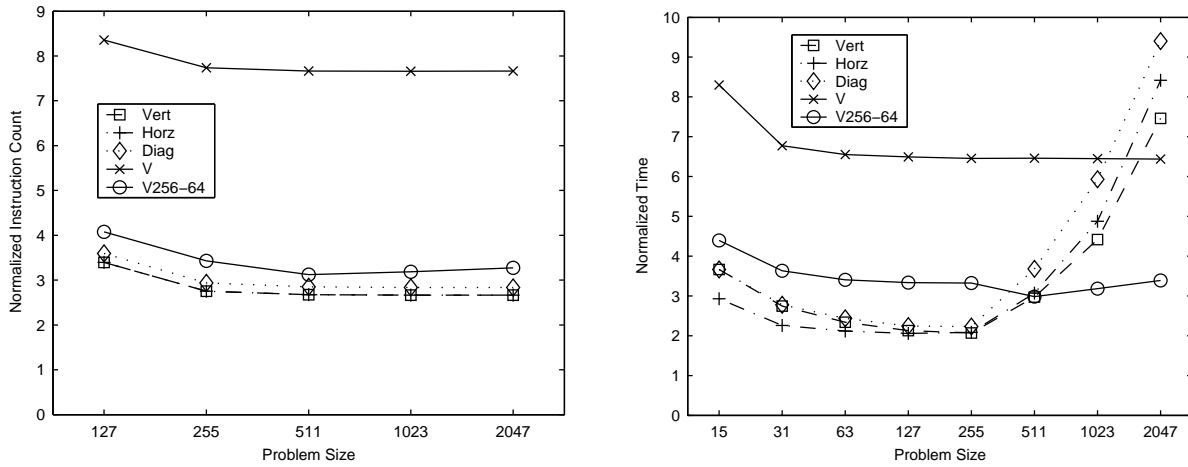 9
8
7
6
5
4
3
2
1
0
Normalized Instruction Count
Vert
Horz
Diag
V
V256−64
127 255 511 1023 2047
Problem Size
10
9
8
7
6
5
4
3
2
1
0
Normalized Time
Vert
Horz
Diag
V
V256−64
15 31 63 127 255 511 1023 2047
Problem Size